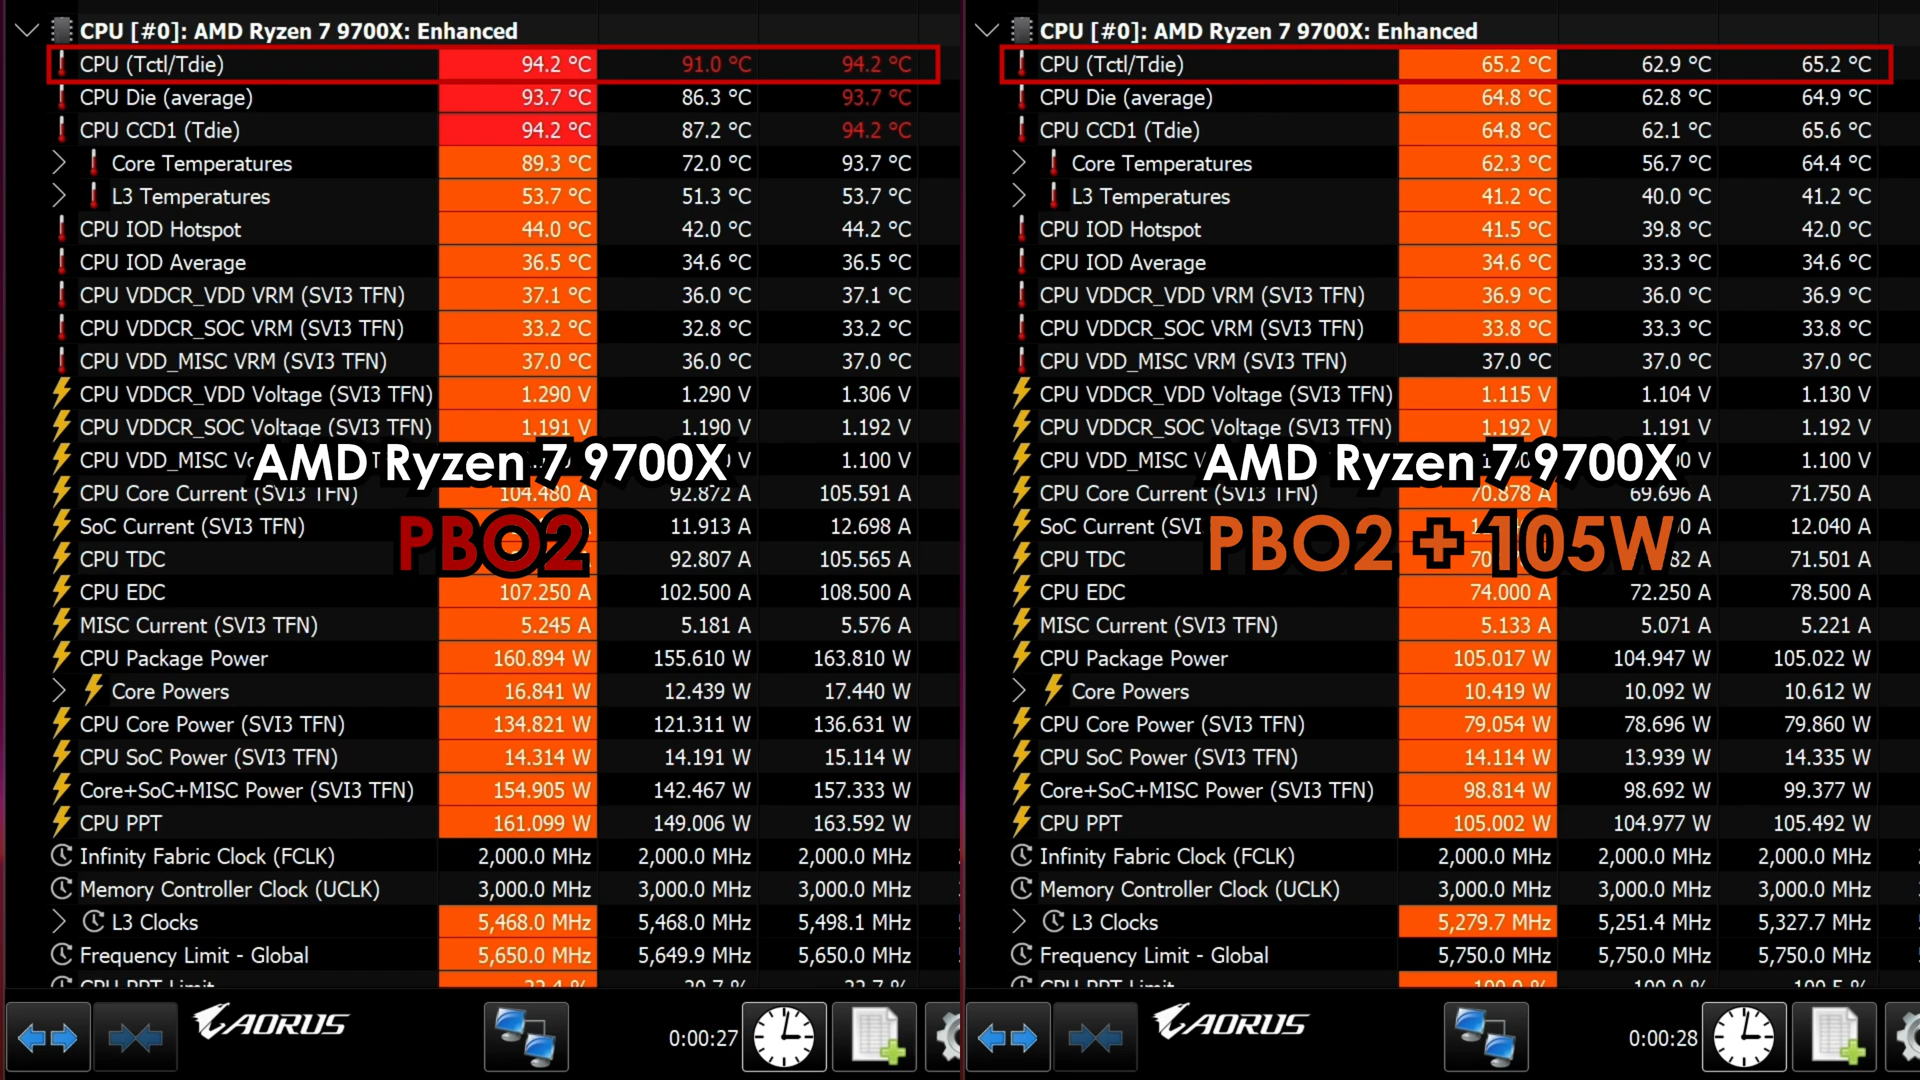 CPU [#0]: AMD Ryzen 7 9700X: Enhanced
CPU (Tctl/Tdie) 94.2 °C 91.0 °C 94.2 °C
CPU Die (average) 93.7 °C 86.3 °C 93.7 °C
CPU CCD1 (Tdie) 94.2 °C 87.2 °C 94.2 °C
Core Temperatures 89.3 °C 72.0 °C 93.7 °C
L3 Temperatures 53.7 °C 51.3 °C 53.7 °C
CPU IOD Hotspot 44.0 °C 42.0 °C 44.2 °C
CPU IOD Average 36.5 °C 34.6 °C 36.5 °C
CPU VDDCR_VDD VRM (SVI3 TFN) 37.1 °C 36.0 °C 37.1 °C
CPU VDDCR_SOC VRM (SVI3 TFN) 33.2 °C 32.8 °C 33.2 °C
CPU VDD_MISC VRM (SVI3 TFN) 37.0 °C 36.0 °C 37.0 °C
CPU VDDCR_VDD Voltage (SVI3 TFN) 1.290 V 1.290 V 1.306 V
CPU VDDCR_SOC Voltage (SVI3 TFN) 1.191 V 1.190 V 1.192 V
CPU VDD_MISC 1.100 V
AMD Ryzen 7 9700X
CPU Core Current (SVI3 TFN) 104.480 A 92.872 A 105.591 A
SoC Current (SVI3 TFN) 11.913 A 12.698 A
PBO2
CPU TDC 92.807 A 105.565 A
CPU EDC 107.250 A 102.500 A 108.500 A
MISC Current (SVI3 TFN) 5.245 A 5.181 A 5.576 A
CPU Package Power 160.894 W 155.610 W 163.810 W
Core Powers 16.841 W 12.439 W 17.440 W
CPU Core Power (SVI3 TFN) 134.821 W 121.311 W 136.631 W
CPU SoC Power (SVI3 TFN) 14.314 W 14.191 W 15.114 W
Core+SoC+MISC Power (SVI3 TFN) 154.905 W 142.467 W 157.333 W
CPU PPT 161.099 W 149.006 W 163.592 W
Infinity Fabric Clock (FCLK) 2,000.0 MHz 2,000.0 MHz 2,000.0 MHz
Memory Controller Clock (UCLK) 3,000.0 MHz 3,000.0 MHz 3,000.0 MHz
L3 Clocks 5,468.0 MHz 5,468.0 MHz 5,498.1 MHz
Frequency Limit - Global 5,650.0 MHz 5,649.9 MHz 5,650.0 MHz
CPU PPT Limit
AORUS 0:00:27
CPU [#0]: AMD Ryzen 7 9700X: Enhanced
CPU (Tctl/Tdie) 65.2 °C 62.9 °C 65.2 °C
CPU Die (average) 64.8 °C 62.8 °C 64.9 °C
CPU CCD1 (Tdie) 64.8 °C 62.1 °C 65.6 °C
Core Temperatures 62.3 °C 56.7 °C 64.4 °C
L3 Temperatures 41.2 °C 40.0 °C 41.2 °C
CPU IOD Hotspot 41.5 °C 39.8 °C 42.0 °C
CPU IOD Average 34.6 °C 33.3 °C 34.6 °C
CPU VDDCR_VDD VRM (SVI3 TFN) 36.9 °C 36.0 °C 36.9 °C
CPU VDDCR_SOC VRM (SVI3 TFN) 33.8 °C 33.3 °C 33.8 °C
CPU VDD_MISC VRM (SVI3 TFN) 37.0 °C 37.0 °C 37.0 °C
CPU VDDCR_VDD Voltage (SVI3 TFN) 1.115 V 1.104 V 1.130 V
CPU VDDCR_SOC Voltage (SVI3 TFN) 1.192 V 1.191 V 1.192 V
CPU VDD_MISC 1.100 V
AMD Ryzen 7 9700X
CPU Core Current (SVI3 TFN) 70.878 A 69.696 A 71.750 A
SoC Current (SVI 12.040 A
PBO2 + 105W
CPU TDC 71.501 A
CPU EDC 74.000 A 72.250 A 78.500 A
MISC Current (SVI3 TFN) 5.133 A 5.071 A 5.221 A
CPU Package Power 105.017 W 104.947 W 105.022 W
Core Powers 10.419 W 10.092 W 10.612 W
CPU Core Power (SVI3 TFN) 79.054 W 78.696 W 79.860 W
CPU SoC Power (SVI3 TFN) 14.114 W 13.939 W 14.335 W
Core+SoC+MISC Power (SVI3 TFN) 98.814 W 98.692 W 99.377 W
CPU PPT 105.002 W 104.977 W 105.492 W
Infinity Fabric Clock (FCLK) 2,000.0 MHz 2,000.0 MHz 2,000.0 MHz
Memory Controller Clock (UCLK) 3,000.0 MHz 3,000.0 MHz 3,000.0 MHz
L3 Clocks 5,279.7 MHz 5,251.4 MHz 5,327.7 MHz
Frequency Limit - Global 5,750.0 MHz 5,750.0 MHz 5,750.0 MHz
CPU PPT Limit
AORUS 0:00:28